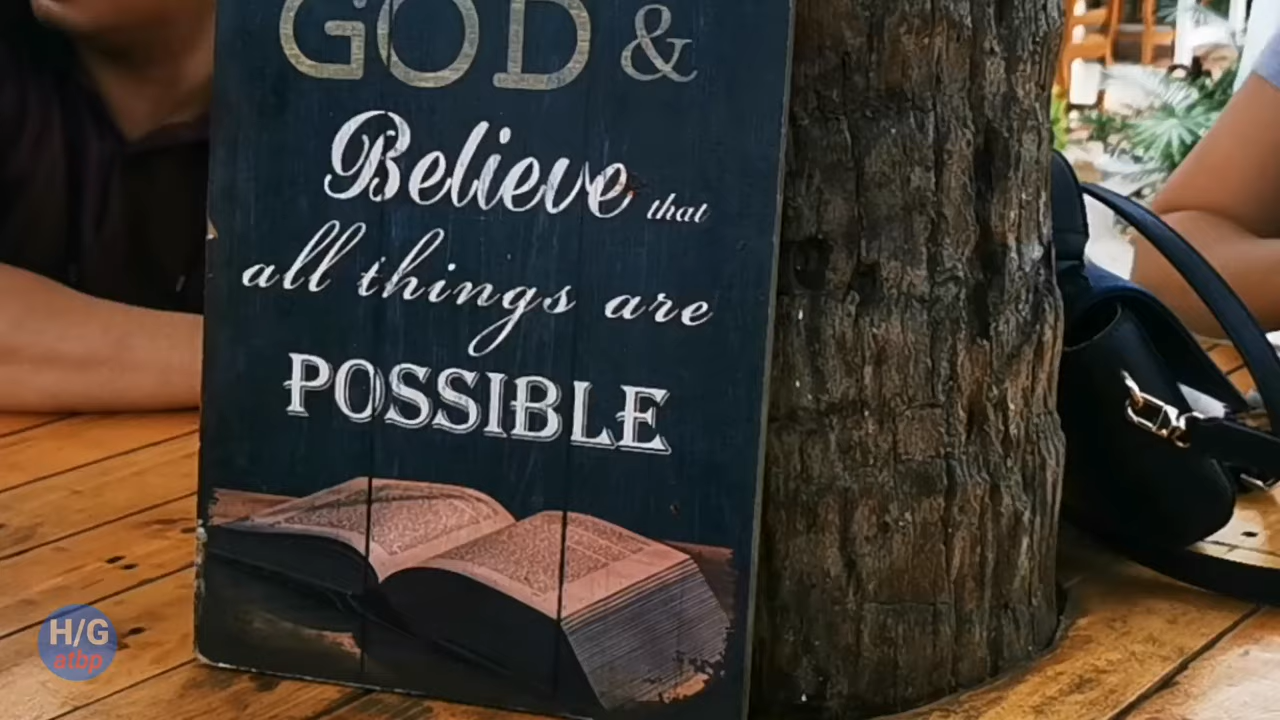 GOD &
Believe that
all things are
POSSIBLE
H/G
atbp